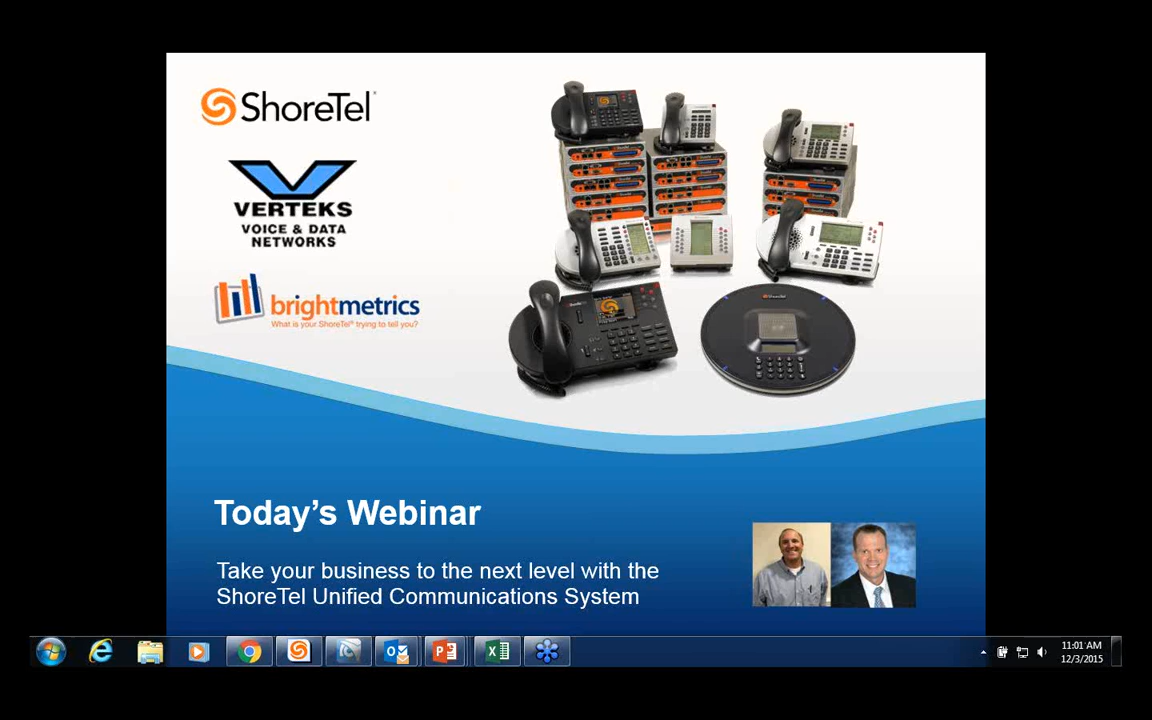 ShoreTel
VERTEKS
VOICE & DATA
NETWORKS
brightmetrics
What is your ShoreTel® trying to tell you?
Today's Webinar
Take your business to the next level with the
ShoreTel Unified Communications System
11:01 AM
12/3/2015